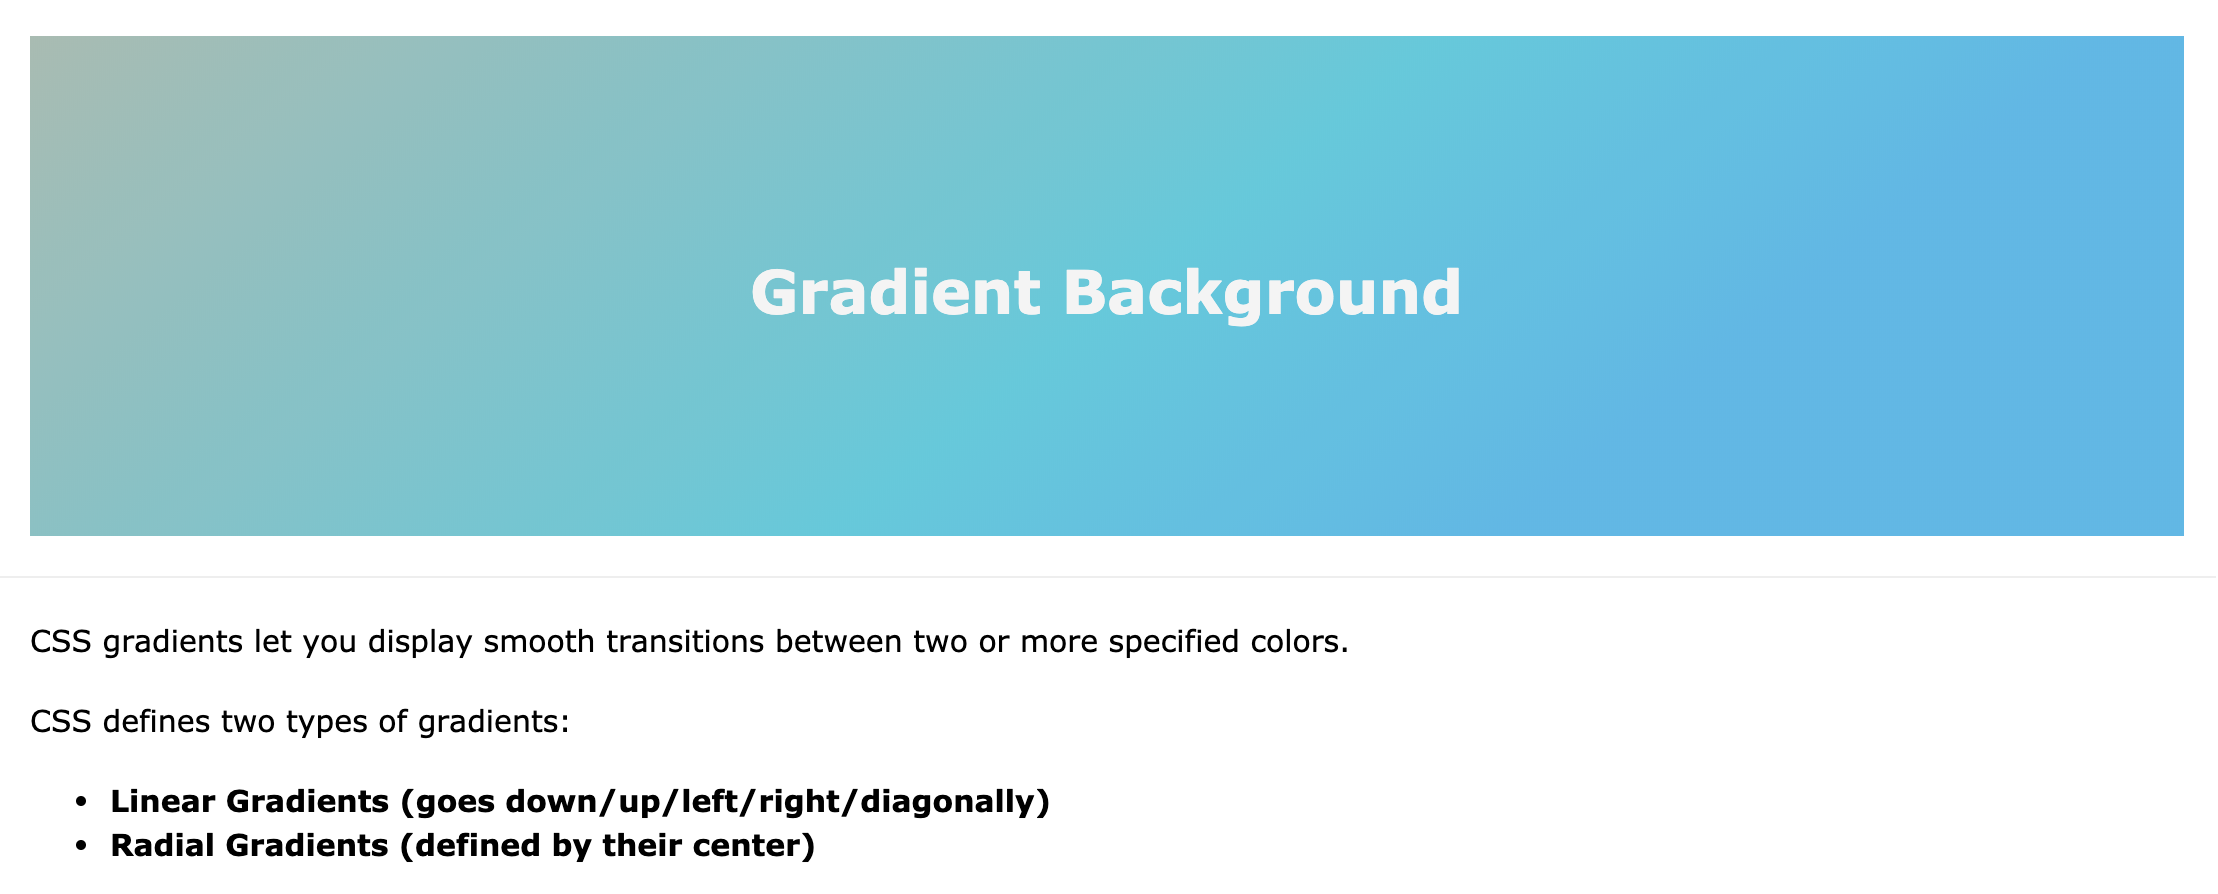 Gradient Background
CSS gradients let you display smooth transitions between two or more specified colors.
CSS defines two types of gradients:
• Linear Gradients (goes down/up/left/right/diagonally)
• Radial Gradients (defined by their center)